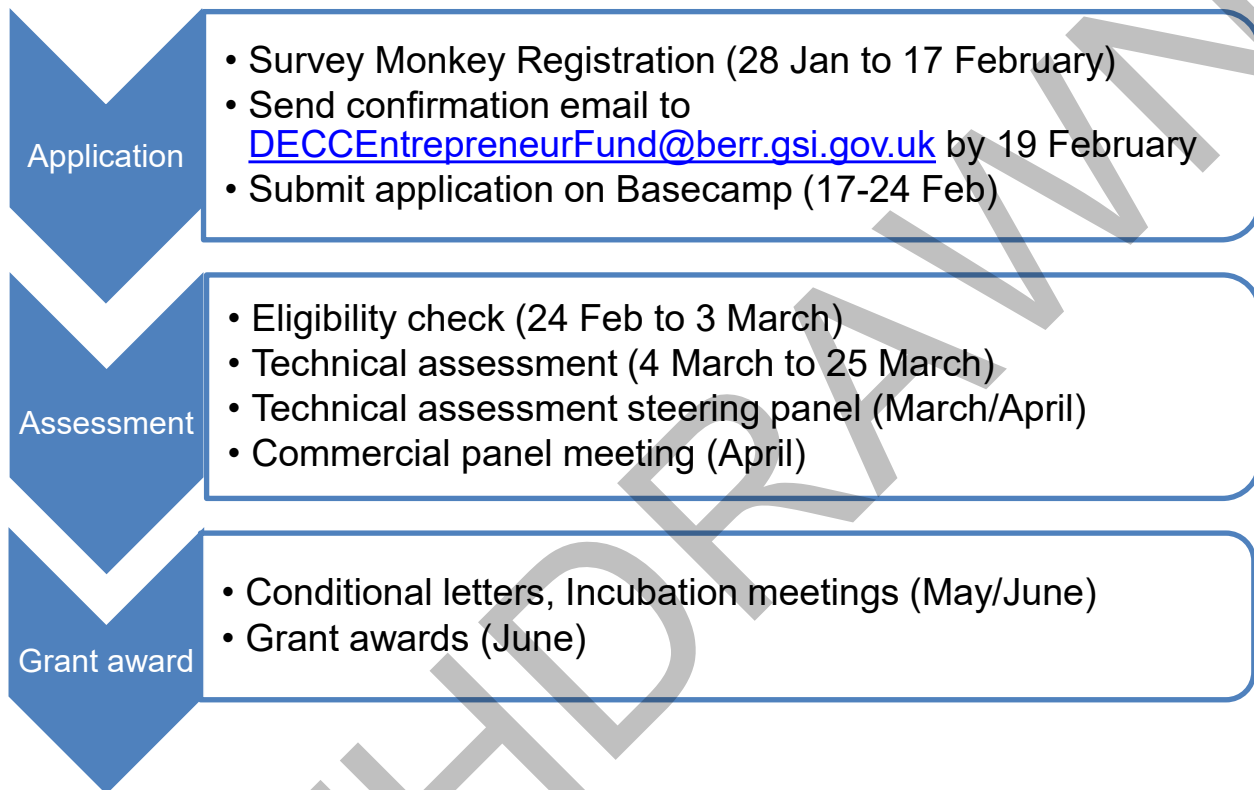 Application
• Survey Monkey Registration (28 Jan to 17 February)
• Send confirmation email to
DECCEntrepreneurFund@berr.gsi.gov.uk by 19 February
• Submit application on Basecamp (17-24 Feb)
Assessment
• Eligibility check (24 Feb to 3 March)
• Technical assessment (4 March to 25 March)
• Technical assessment steering panel (March/April)
• Commercial panel meeting (April)
Grant award
• Conditional letters, Incubation meetings (May/June)
• Grant awards (June)
HDRAWN